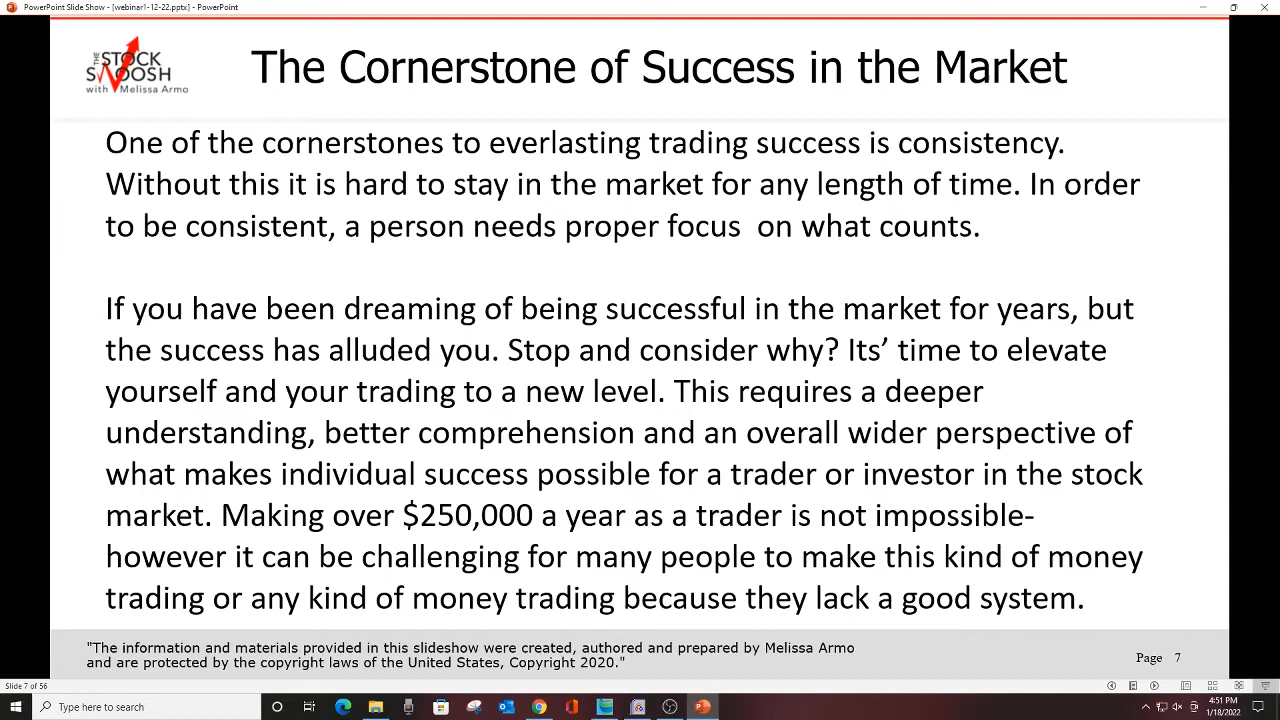 PowerPoint Slide Show - [webinar1-12-22.pptx] - PowerPoint
THE STOCK
SWOOSH
with Melissa Armo
The Cornerstone of Success in the Market
One of the cornerstones to everlasting trading success is consistency.
Without this it is hard to stay in the market for any length of time. In order
to be consistent, a person needs proper focus  on what counts.
If you have been dreaming of being successful in the market for years, but
the success has alluded you. Stop and consider why? Its’ time to elevate
yourself and your trading to a new level. This requires a deeper
understanding, better comprehension and an overall wider perspective of
what makes individual success possible for a trader or investor in the stock
market. Making over $250,000 a year as a trader is not impossible-
however it can be challenging for many people to make this kind of money
trading or any kind of money trading because they lack a good system.
"The information and materials provided in this slideshow were created, authored and prepared by Melissa Armo
and are protected by the copyright laws of the United States, Copyright 2020."
Page 7
Slide 7 of 56
Type here to search
4:51 PM
1/18/2022